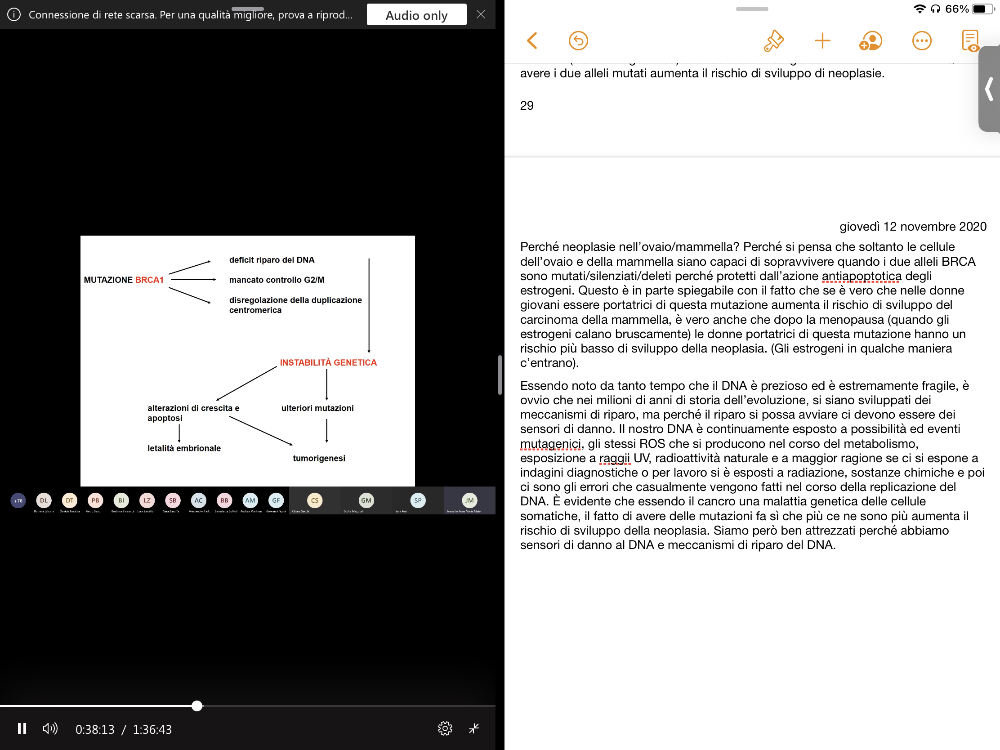 Connessione di rete scarsa. Per una qualità migliore, prova a riprod...
Audio only
MUTAZIONE BRCA1
deficit riparo del DNA
mancato controllo G2/M
disregolazione della duplicazione
centromerica
INSTABILITÀ GENETICA
alterazioni di crescita e
apoptosi
ulteriori mutazioni
letalità embrionale
tumorigenesi
+76
DL
DT
PB
BI
LZ
SB
AC
BB
AM
GF
CS
GM
SP
JM
Daniela Lakuria
Davide Trubbia
Pietro Baso
Beatrice Invernici
Luca Zarrella
Sara Baruffa
Alessandro Cad...
Benedetta Bottoli
Andrea Manfron
Giovanni Figini
Chiara Secchi
Giulia Mazzitelli
Sara Peri
Jeanette Anne Marie Maier
0:38:13 / 1:36:43
66%
avere i due alleli mutati aumenta il rischio di sviluppo di neoplasie.
29
giovedì 12 novembre 2020
Perché neoplasie nell’ovaio/mammella? Perché si pensa che soltanto le cellule
dell’ovaio e della mammella siano capaci di sopravvivere quando i due alleli BRCA
sono mutati/silenziati/deleti perché protetti dall’azione antiapoptotica degli
estrogeni. Questo è in parte spiegabile con il fatto che se è vero che nelle donne
giovani essere portatrici di questa mutazione aumenta il rischio di sviluppo del
carcinoma della mammella, è vero anche che dopo la menopausa (quando gli
estrogeni calano bruscamente) le donne portatrici di questa mutazione hanno un
rischio più basso di sviluppo della neoplasia. (Gli estrogeni in qualche maniera
c’entrano).
Essendo noto da tanto tempo che il DNA è prezioso ed è estremamente fragile, è
ovvio che nei milioni di anni di storia dell’evoluzione, si siano sviluppati dei
meccanismi di riparo, ma perché il riparo si possa avviare ci devono essere dei
sensori di danno. Il nostro DNA è continuamente esposto a possibilità ed eventi
mutagenici, gli stessi ROS che si producono nel corso del metabolismo,
esposizione a raggii UV, radioattività naturale e a maggior ragione se ci si espone a
indagini diagnostiche o per lavoro si è esposti a radiazione, sostanze chimiche e poi
ci sono gli errori che casualmente vengono fatti nel corso della replicazione del
DNA. È evidente che essendo il cancro una malattia genetica delle cellule
somatiche, il fatto di avere delle mutazioni fa sì che più ce ne sono più aumenta il
rischio di sviluppo della neoplasia. Siamo però ben attrezzati perché abbiamo
sensori di danno al DNA e meccanismi di riparo del DNA.